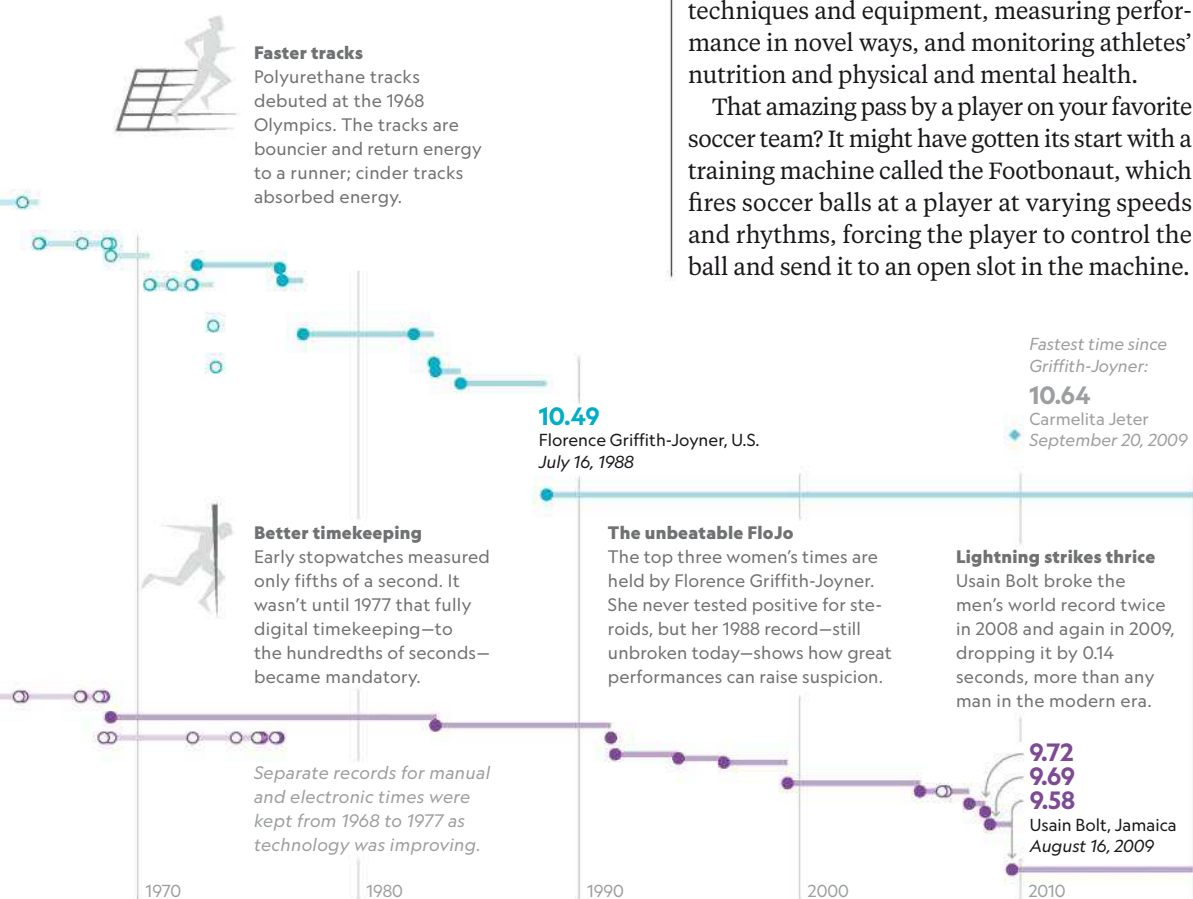 techniques and equipment, measuring perfor-
mance in novel ways, and monitoring athletes’
nutrition and physical and mental health.
That amazing pass by a player on your favorite
soccer team? It might have gotten its start with a
training machine called the Footbonaut, which
fires soccer balls at a player at varying speeds
and rhythms, forcing the player to control the
ball and send it to an open slot in the machine.
Faster tracks
Polyurethane tracks
debuted at the 1968
Olympics. The tracks are
bouncier and return energy
to a runner; cinder tracks
absorbed energy.
Fastest time since
Griffith-Joyner:
10.64
Carmelita Jeter
September 20, 2009
10.49
Florence Griffith-Joyner, U.S.
July 16, 1988
Better timekeeping
Early stopwatches measured
only fifths of a second. It
wasn’t until 1977 that fully
digital timekeeping—to
the hundredths of seconds—
became mandatory.
The unbeatable FloJo
The top three women’s times are
held by Florence Griffith-Joyner.
She never tested positive for ste-
roids, but her 1988 record—still
unbroken today—shows how great
performances can raise suspicion.
Lightning strikes thrice
Usain Bolt broke the
men’s world record twice
in 2008 and again in 2009,
dropping it by 0.14
seconds, more than any
man in the modern era.
Separate records for manual
and electronic times were
kept from 1968 to 1977 as
technology was improving.
9.72
9.69
9.58
Usain Bolt, Jamaica
August 16, 2009
1970
1980
1990
2000
2010